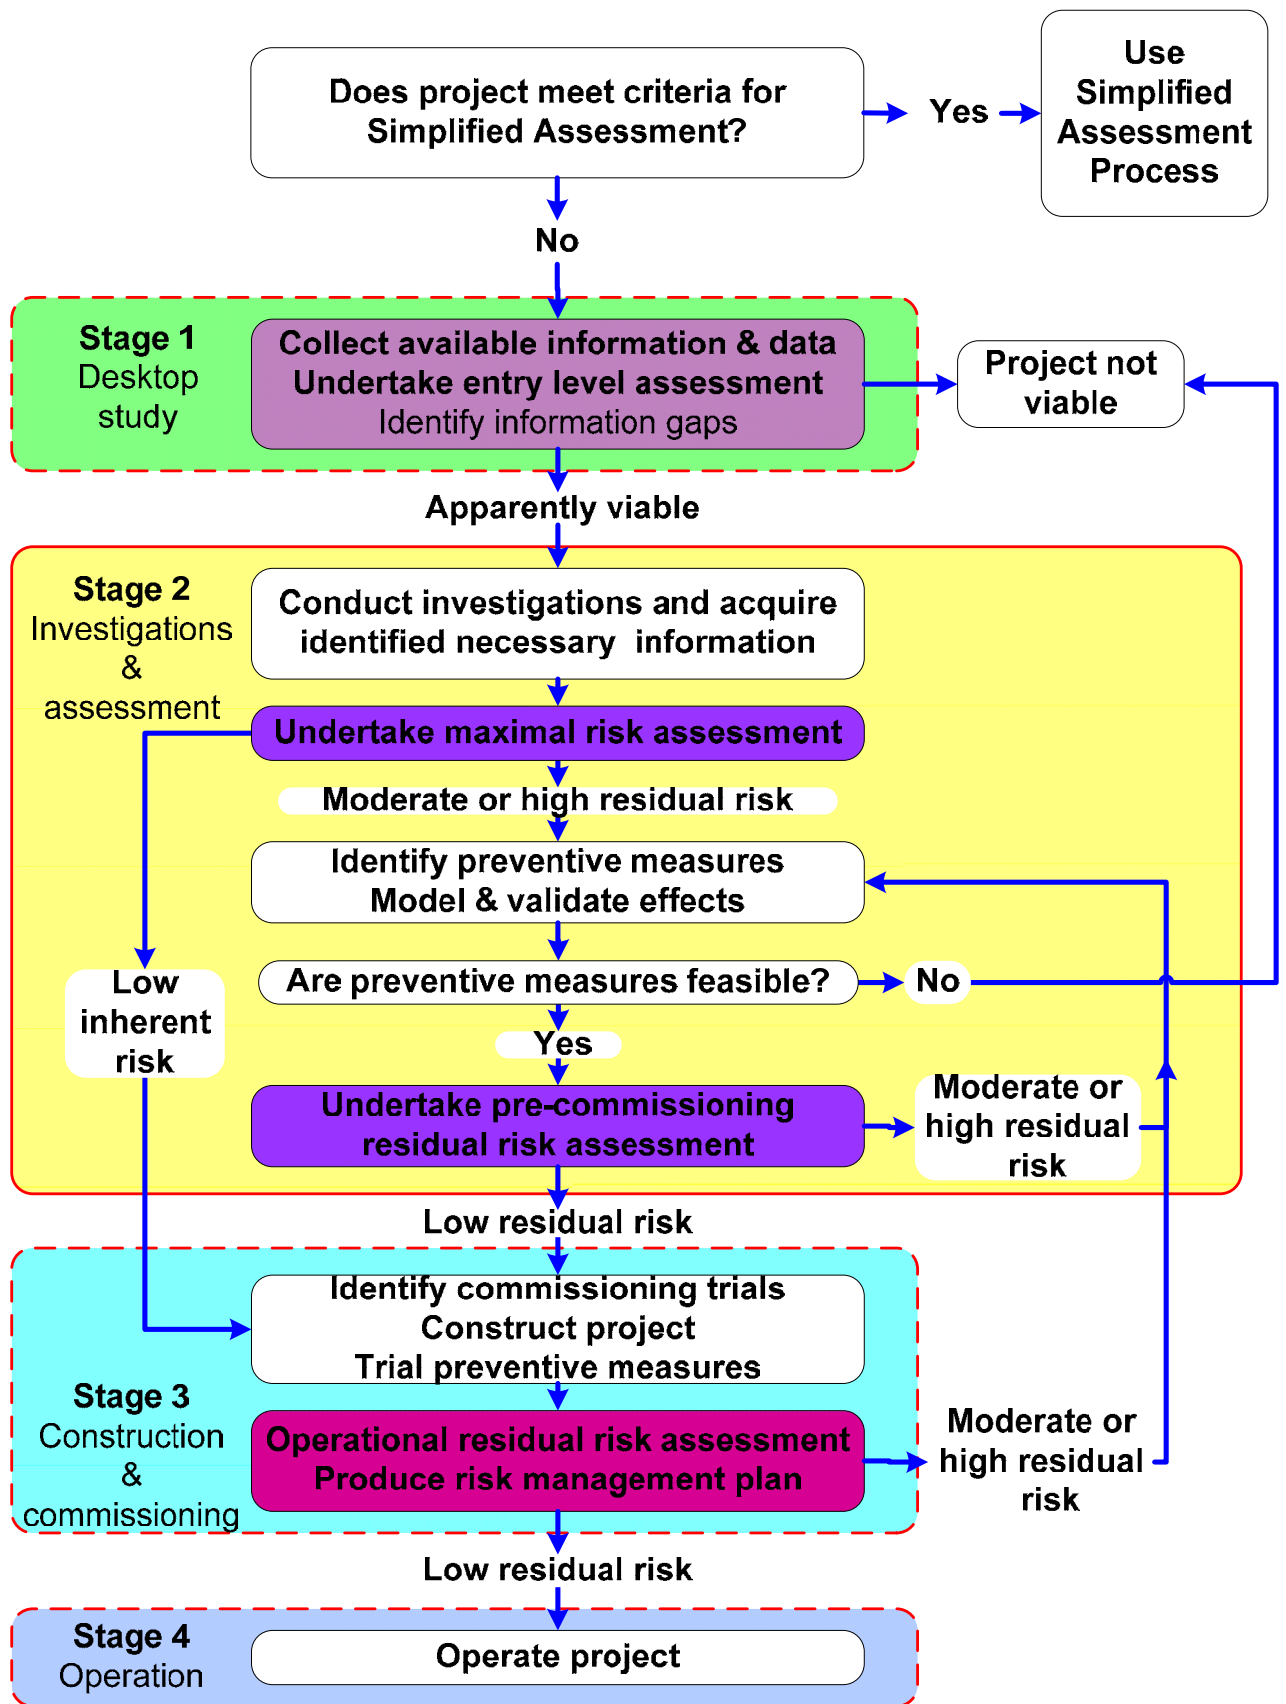 Does project meet criteria for
Simplified Assessment?
Yes
Use
Simplified
Assessment
Process
No
Stage 1
Desktop
study
Collect available information & data
Undertake entry level assessment
Identify information gaps
Project not
viable
Apparently viable
Stage 2
Investigations
&
assessment
Conduct investigations and acquire
identified necessary information
Undertake maximal risk assessment
Moderate or high residual risk
Identify preventive measures
Model & validate effects
Are preventive measures feasible?
No
Low
inherent
risk
Yes
Undertake pre-commissioning
residual risk assessment
Moderate or
high residual
risk
Low residual risk
Identify commissioning trials
Construct project
Trial preventive measures
Stage 3
Construction
&
commissioning
Operational residual risk assessment
Produce risk management plan
Moderate or
high residual
risk
Low residual risk
Stage 4
Operation
Operate project